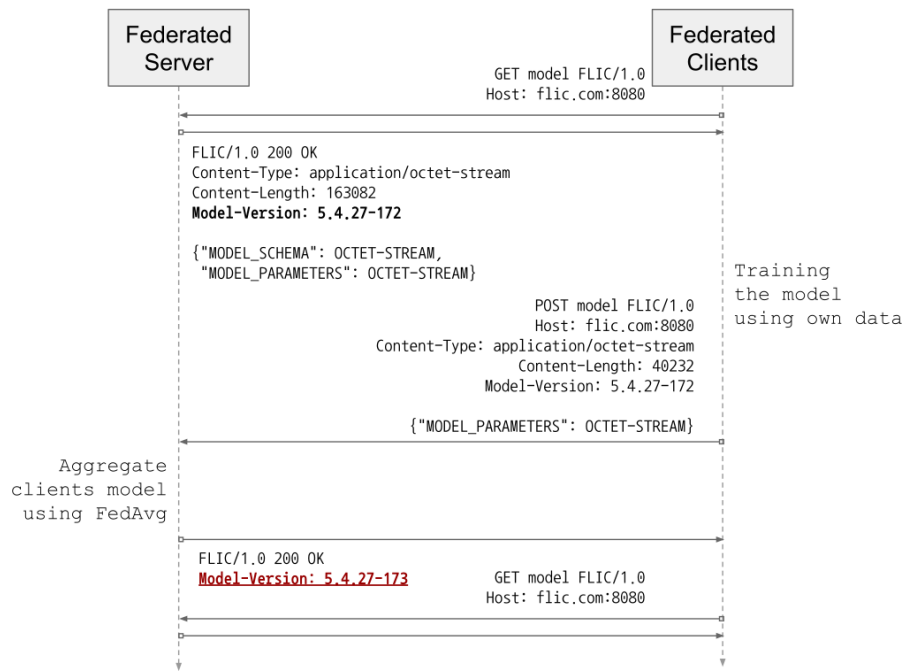 Federated
Server
Federated
Clients
GET model FLIC/1.0
Host: flic.com:8080
FLIC/1.0 200 OK
Content-Type: application/octet-stream
Content-Length: 163082
Model-Version: 5.4.27-172
{"MODEL_SCHEMA": OCTET-STREAM,
"MODEL_PARAMETERS": OCTET-STREAM}
Training
the model
using own data
POST model FLIC/1.0
Host: flic.com:8080
Content-Type: application/octet-stream
Content-Length: 40232
Model-Version: 5.4.27-172
{"MODEL_PARAMETERS": OCTET-STREAM}
Aggregate
clients model
using FedAvg
FLIC/1.0 200 OK
Model-Version: 5.4.27-173
GET model FLIC/1.0
Host: flic.com:8080